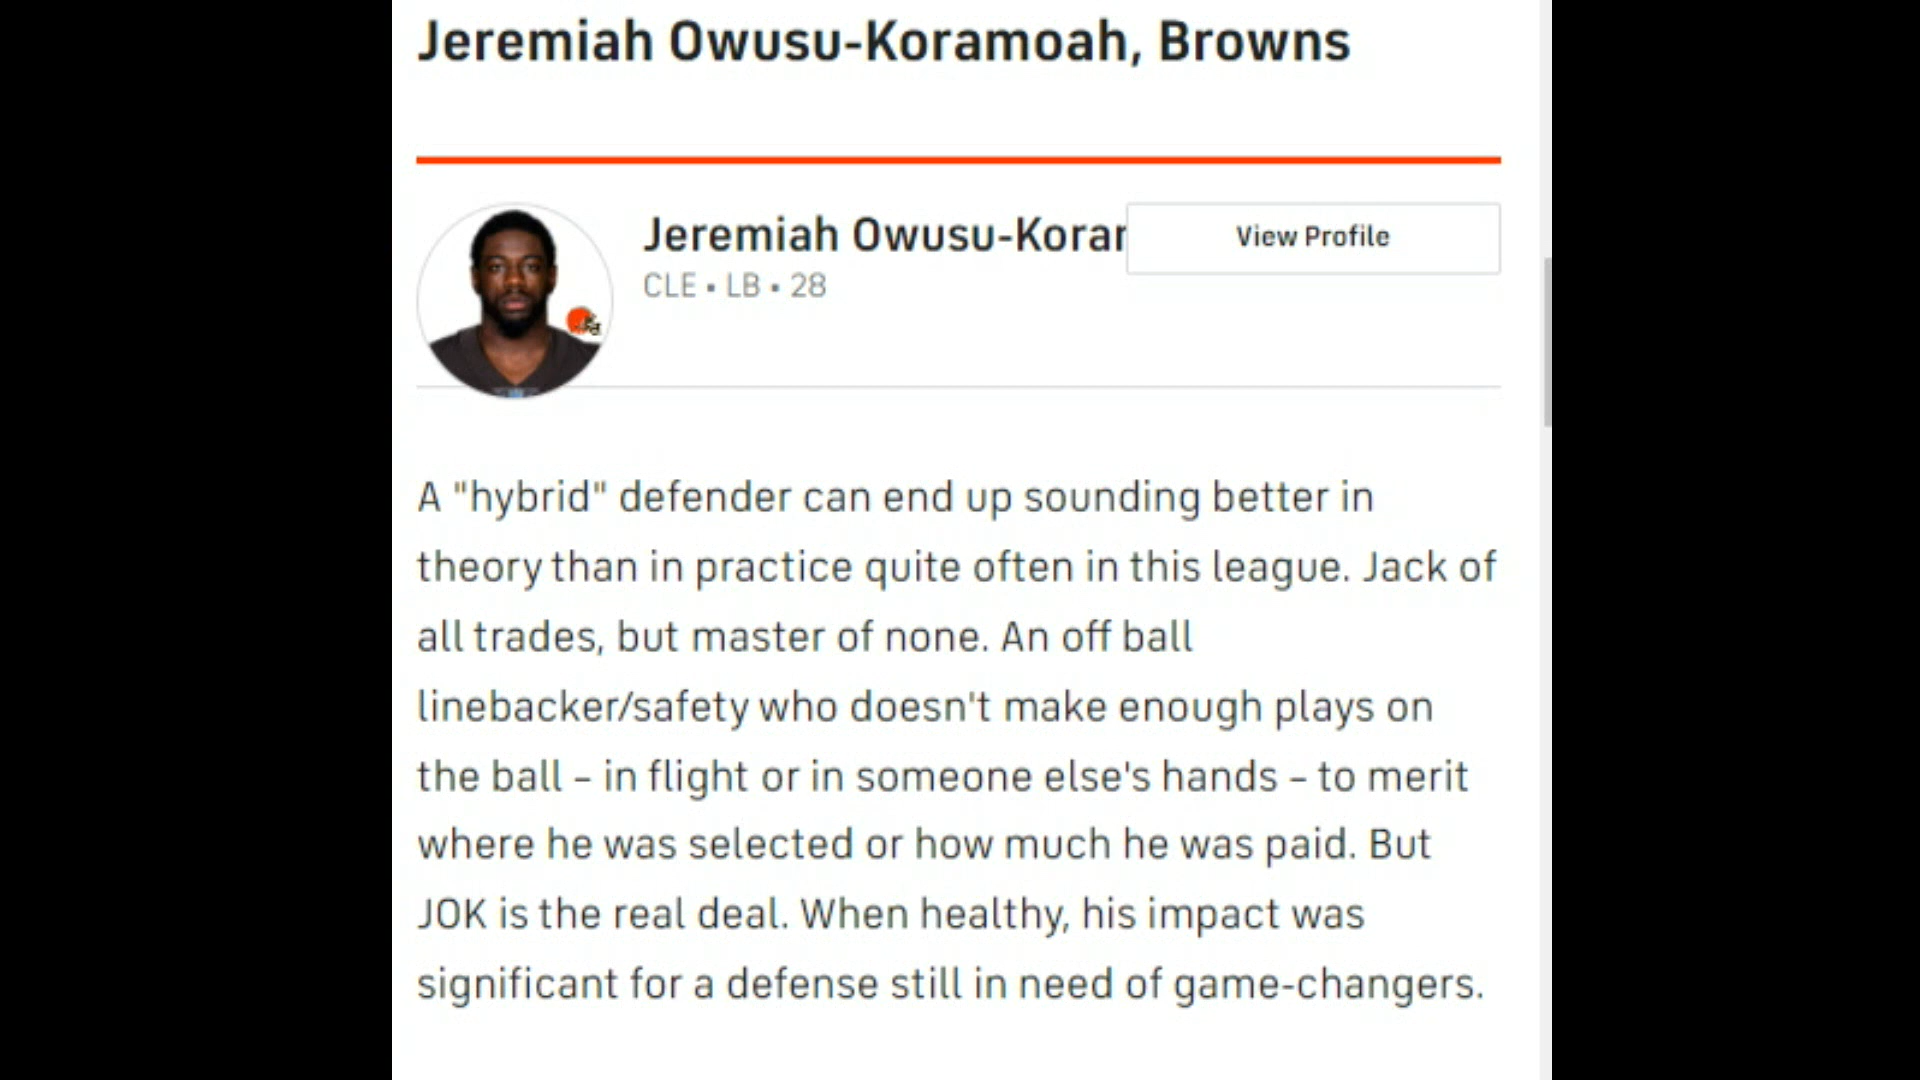 Jeremiah Owusu-Koramoah, Browns
Jeremiah Owusu-Koram
View Profile
CLE • LB • 28
A "hybrid" defender can end up sounding better in
theory than in practice quite often in this league. Jack of
all trades, but master of none. An off ball
linebacker/safety who doesn't make enough plays on
the ball – in flight or in someone else's hands – to merit
where he was selected or how much he was paid. But
JOK is the real deal. When healthy, his impact was
significant for a defense still in need of game-changers.